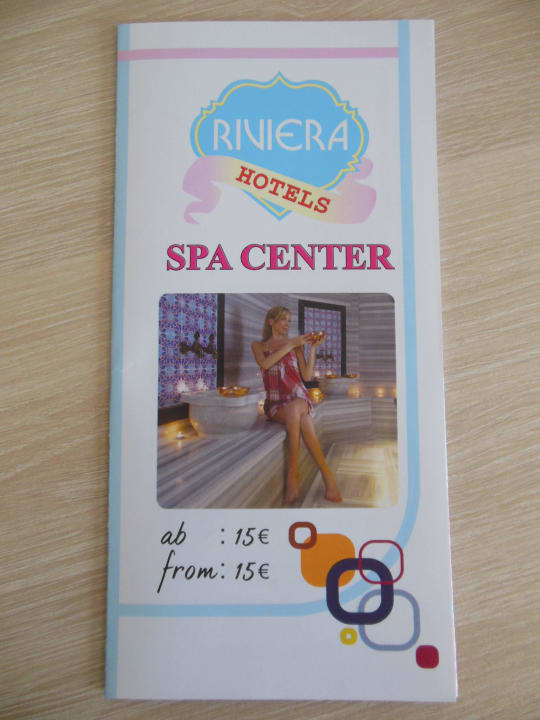 RIVIERA
HOTELS
SPA CENTER
ab : 15€
from: 15€